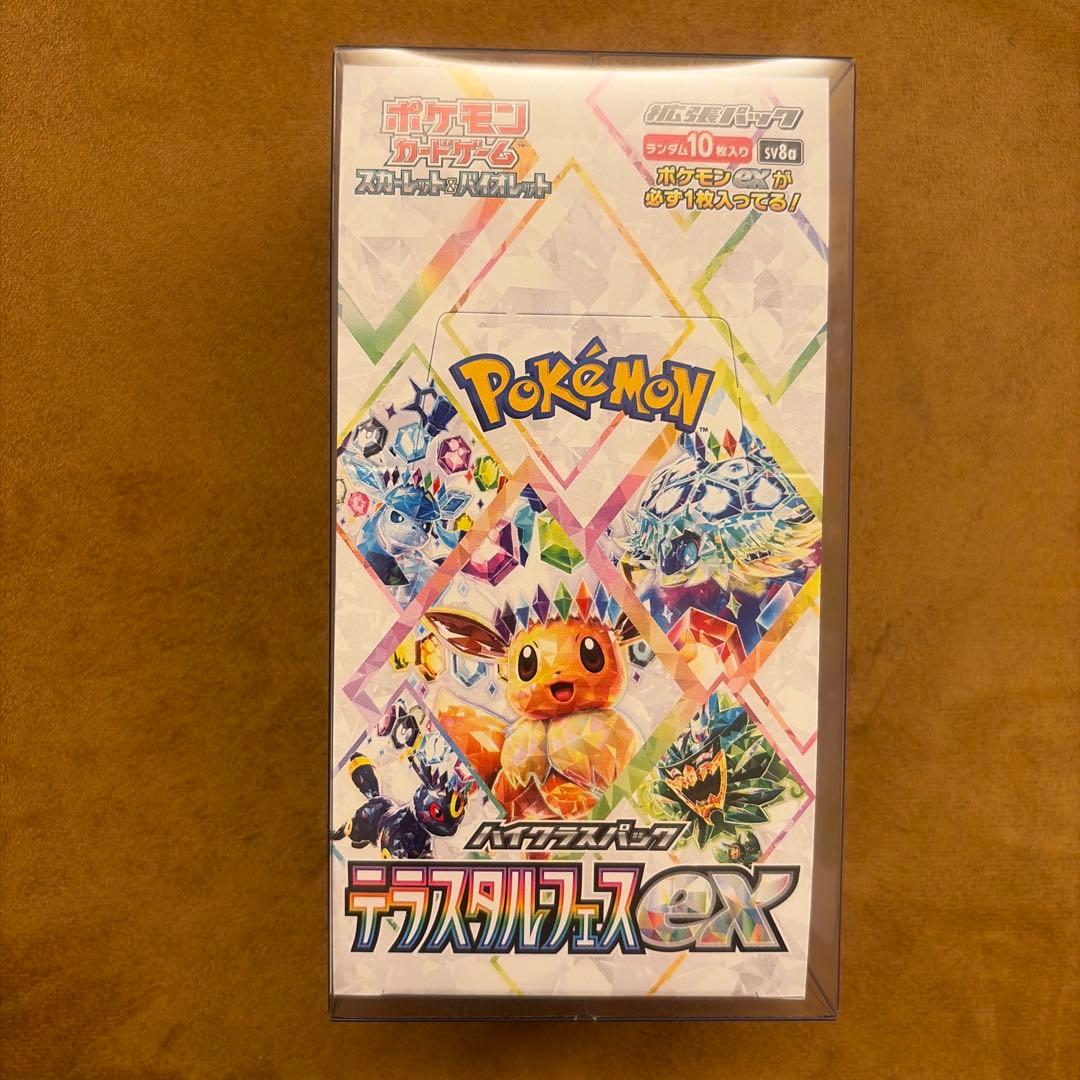 ポケモン
カードゲーム™
スカーレット&バイオレット
拡張パック
ランダム10枚入り
sv8a
ポケモンexが
必ず1枚入ってる!
POKéMON™
ハイクラスパック
テラスタルフェスex